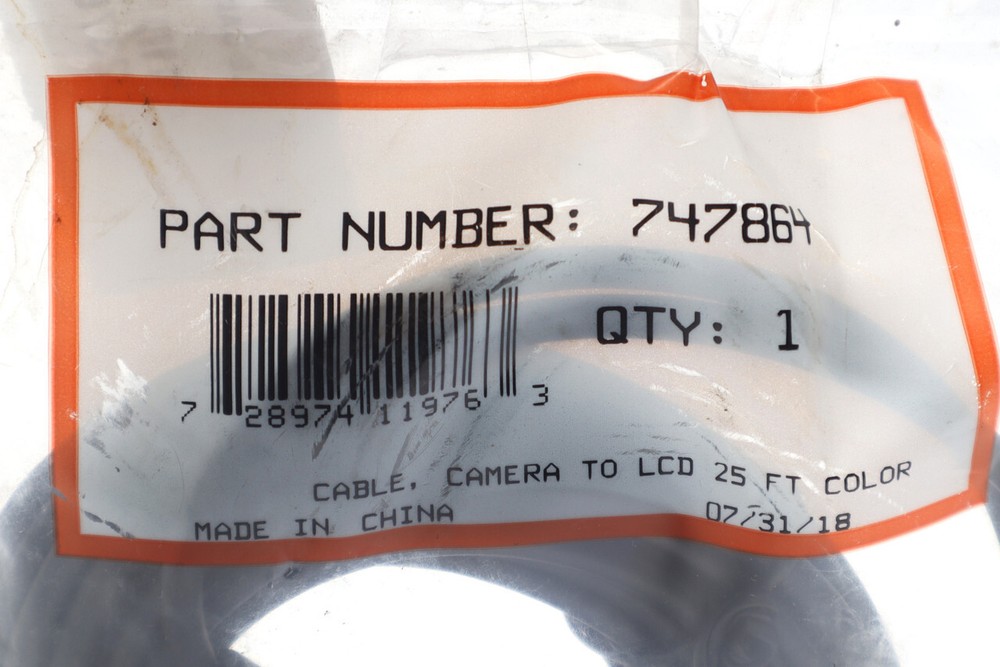 PART NUMBER: 747864
QTY: 1
7 28974 11976 3
CABLE, CAMERA TO LCD 25 FT COLOR
MADE IN CHINA 07/31/18